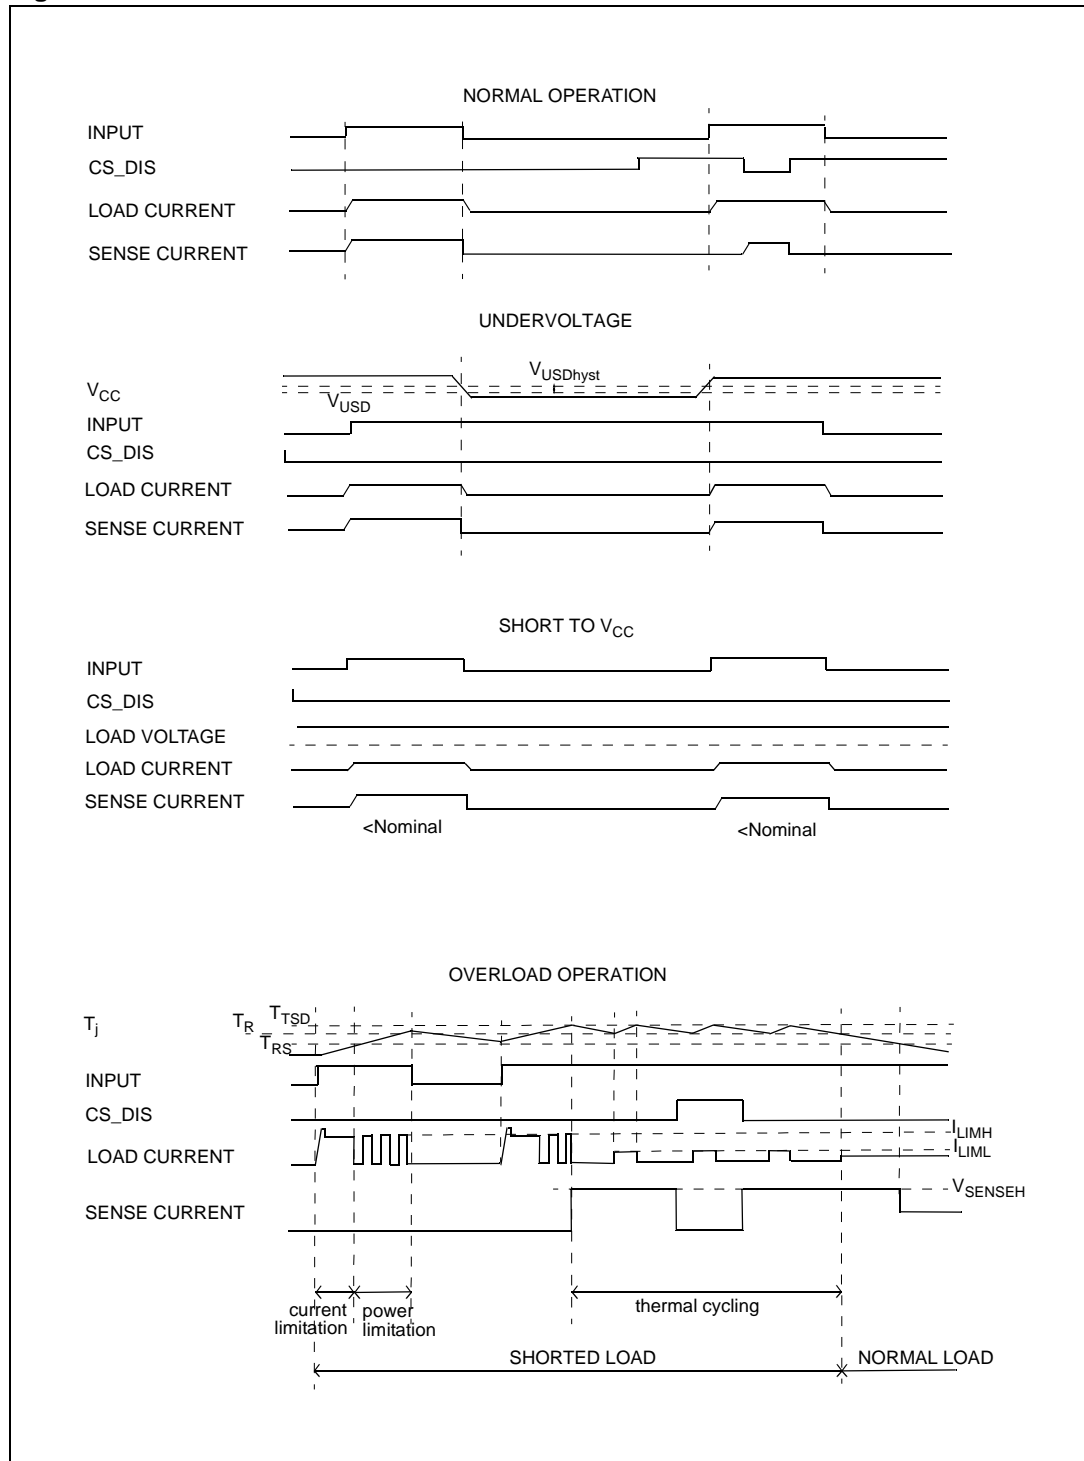 NORMAL OPERATION
INPUT
CS_DIS
LOAD CURRENT
SENSE CURRENT
UNDERVOLTAGE
VUSDhyst
VCC
VUSD
INPUT
CS_DIS
LOAD CURRENT
SENSE CURRENT
SHORT TO VCC
INPUT
CS_DIS
LOAD VOLTAGE
LOAD CURRENT
SENSE CURRENT
<Nominal <Nominal
OVERLOAD OPERATION
Tj TR TTSD
TRS
INPUT
CS_DIS
ILIMH
LOAD CURRENT ILIML
VSENSEH
SENSE CURRENT
current limitation
power limitation
thermal cycling
SHORTED LOAD NORMAL LOAD